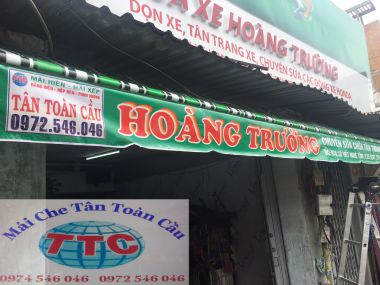 XE HOÀNG TRƯỜNG
DỌN XE, TÂN TRANG XE, CHUYÊN SỬA CÁC DÒNG XE HONDA
MÁI HIÊN - MÁI XẾP
TÂN TOÀN CẦU
0972.546.046
HOÀNG TRƯỜNG
CHUYÊN SỬA CHỮA TÂN TRANG
Mái Che Tân Toàn Cầu
TTC
0974 546 046 0972 546 046